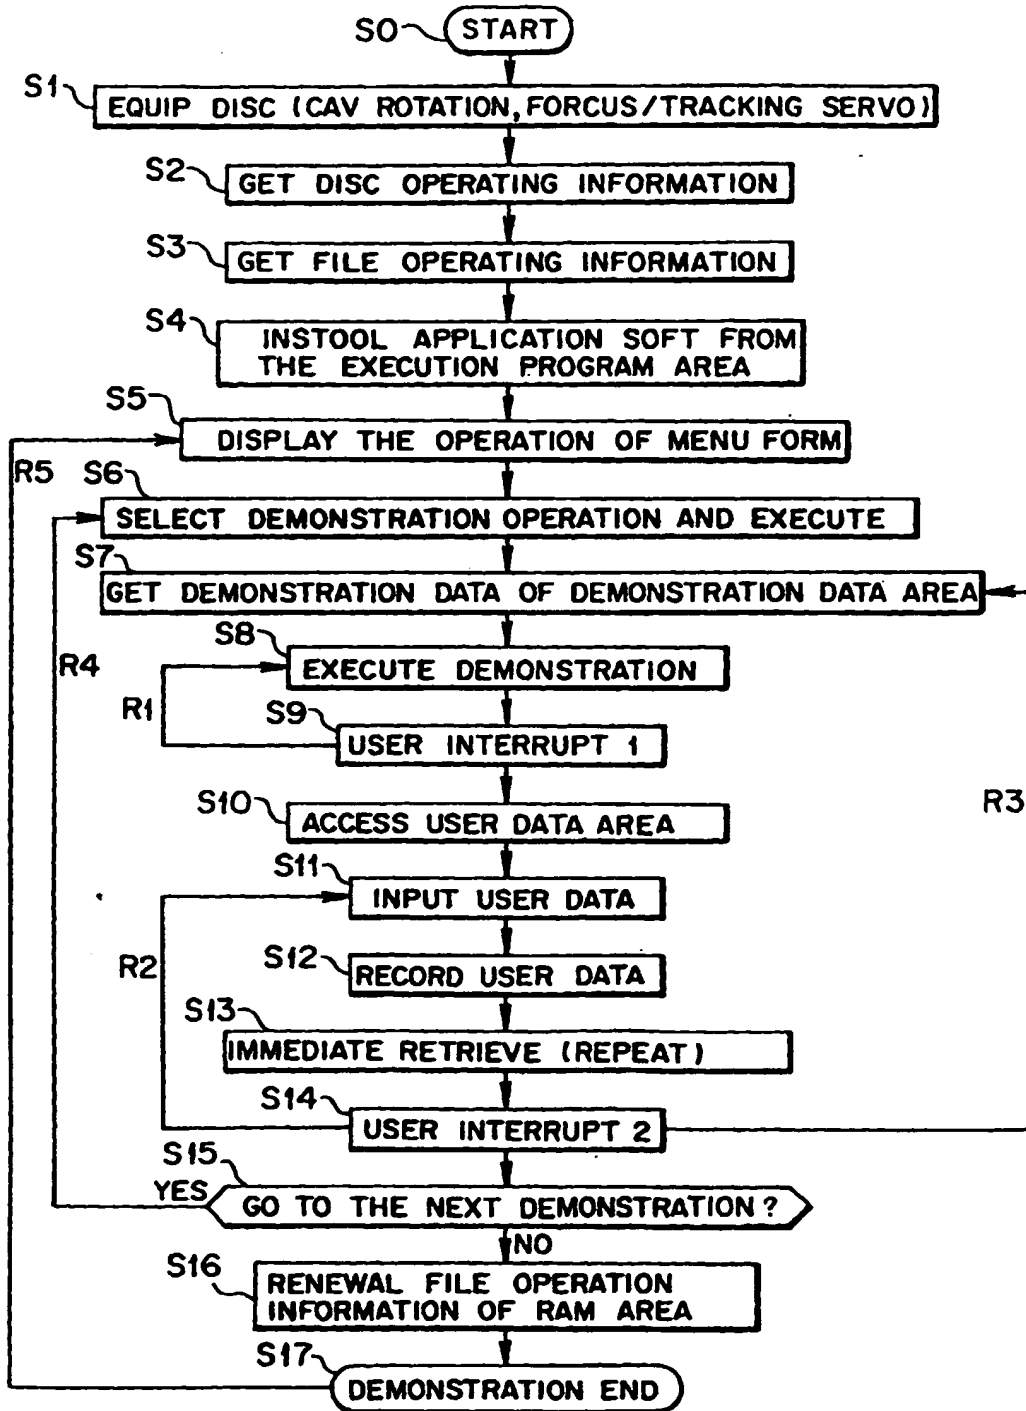 S0 START
S1 EQUIP DISC (CAV ROTATION, FORCUS/TRACKING SERVO)
S2 GET DISC OPERATING INFORMATION
S3 GET FILE OPERATING INFORMATION
S4 INSTOOL APPLICATION SOFT FROM
THE EXECUTION PROGRAM AREA
S5 DISPLAY THE OPERATION OF MENU FORM
R5
S6 SELECT DEMONSTRATION OPERATION AND EXECUTE
S7 GET DEMONSTRATION DATA OF DEMONSTRATION DATA AREA
S8 EXECUTE DEMONSTRATION
R4
R1
S9 USER INTERRUPT 1
S10 ACCESS USER DATA AREA
R3
S11 INPUT USER DATA
R2
S12 RECORD USER DATA
S13 IMMEDIATE RETRIEVE (REPEAT)
S14 USER INTERRUPT 2
S15 GO TO THE NEXT DEMONSTRATION?
YES
NO
S16 RENEWAL FILE OPERATION
INFORMATION OF RAM AREA
S17 DEMONSTRATION END